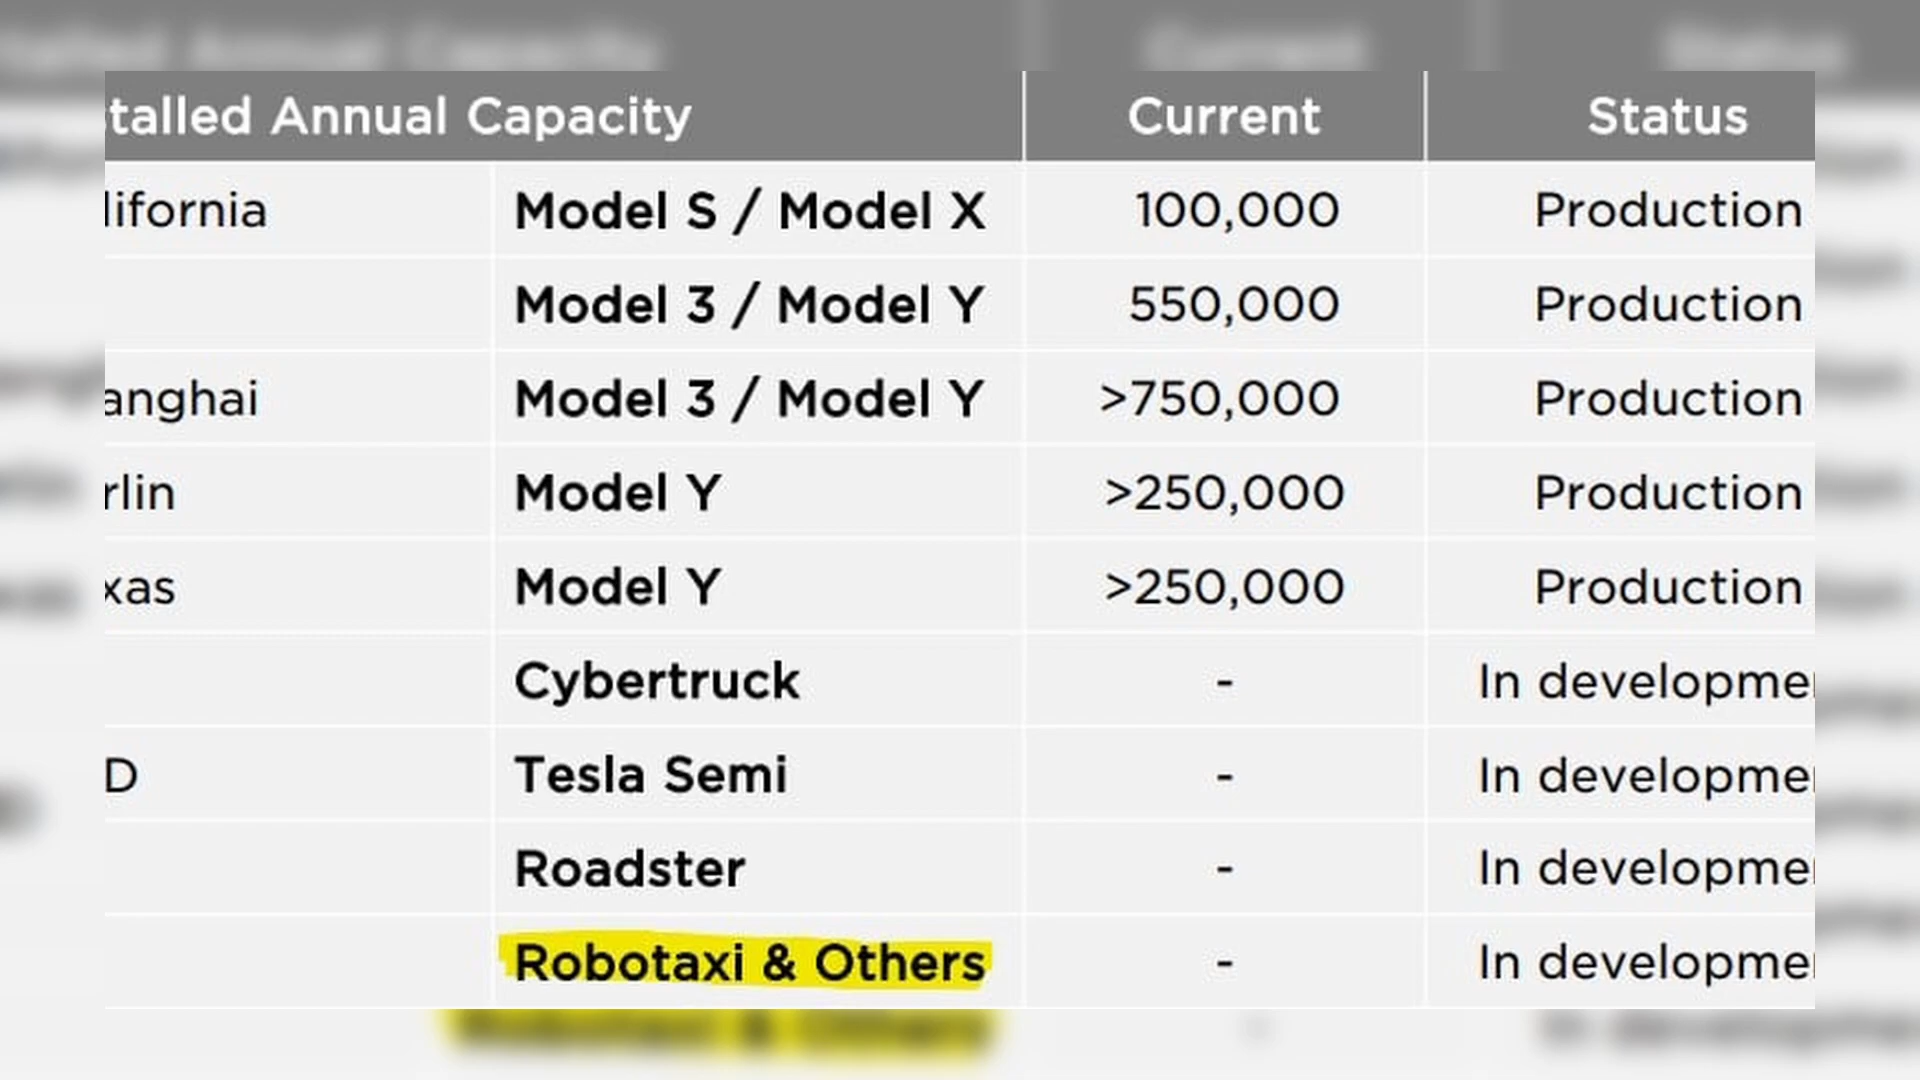 talled Annual Capacity Current Status
lifornia Model S / Model X 100,000 Production
Model 3 / Model Y 550,000 Production
anghai Model 3 / Model Y >750,000 Production
rlin Model Y >250,000 Production
xas Model Y >250,000 Production
Cybertruck - In developme
D Tesla Semi - In developme
Roadster - In developme
Robotaxi & Others - In developme